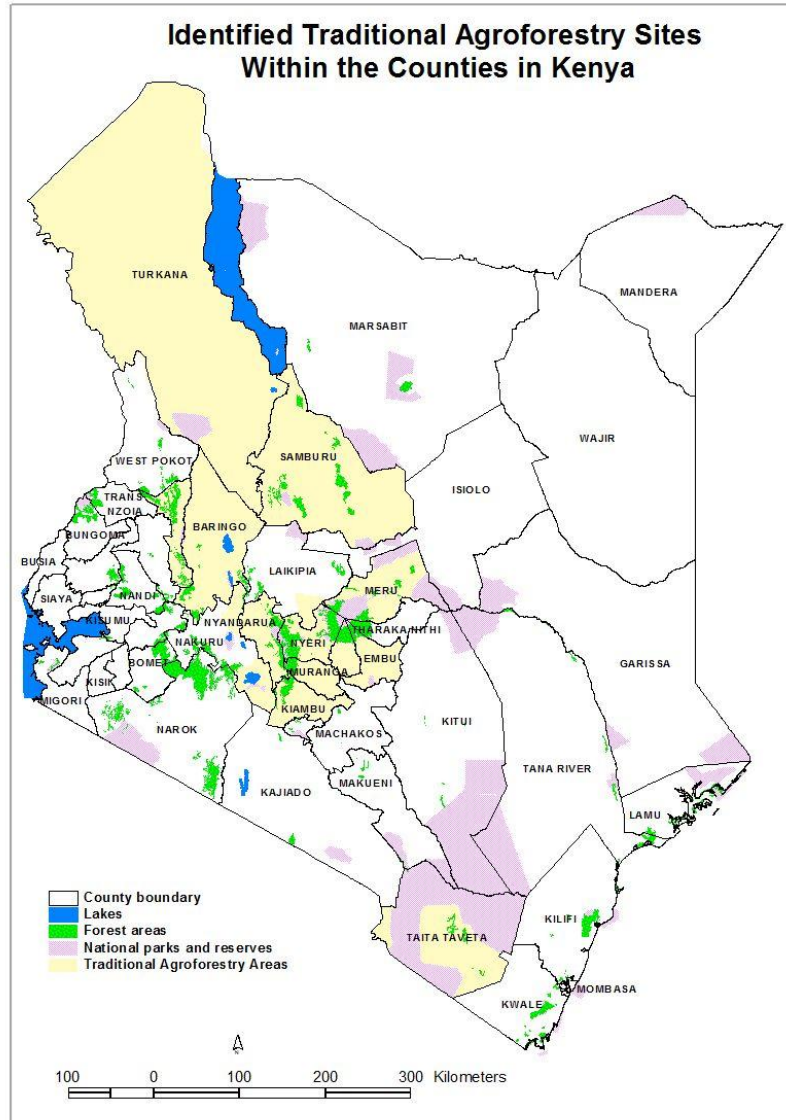 Identified Traditional Agroforestry Sites
Within the Counties in Kenya
TURKANA
MANDERA
MARSABIT
WAJIR
SAMBURU
WEST POKOT
ISIOLO
TRANS
NZOIA
BARINGO
BUNGOMA
BUSIA
LAIKIPIA
SIAYA
NANDI
MERU
KISUMU
NYANDARUA
THARAKA NITHI
NAKURU
NYERI
BOMET
EMBU
GARISSA
KISII
MURANGA
MIGORI
KIAMBU
KITUI
NAROK
MACHAKOS
TANA RIVER
KAJIADO
MAKUENI
LAMU
County boundary
Lakes
Forest areas
KILIFI
National parks and reserves
TAITA TAVETA
Traditional Agroforestry Areas
MOMBASA
KWALE
N
100 0 100 200 300 Kilometers